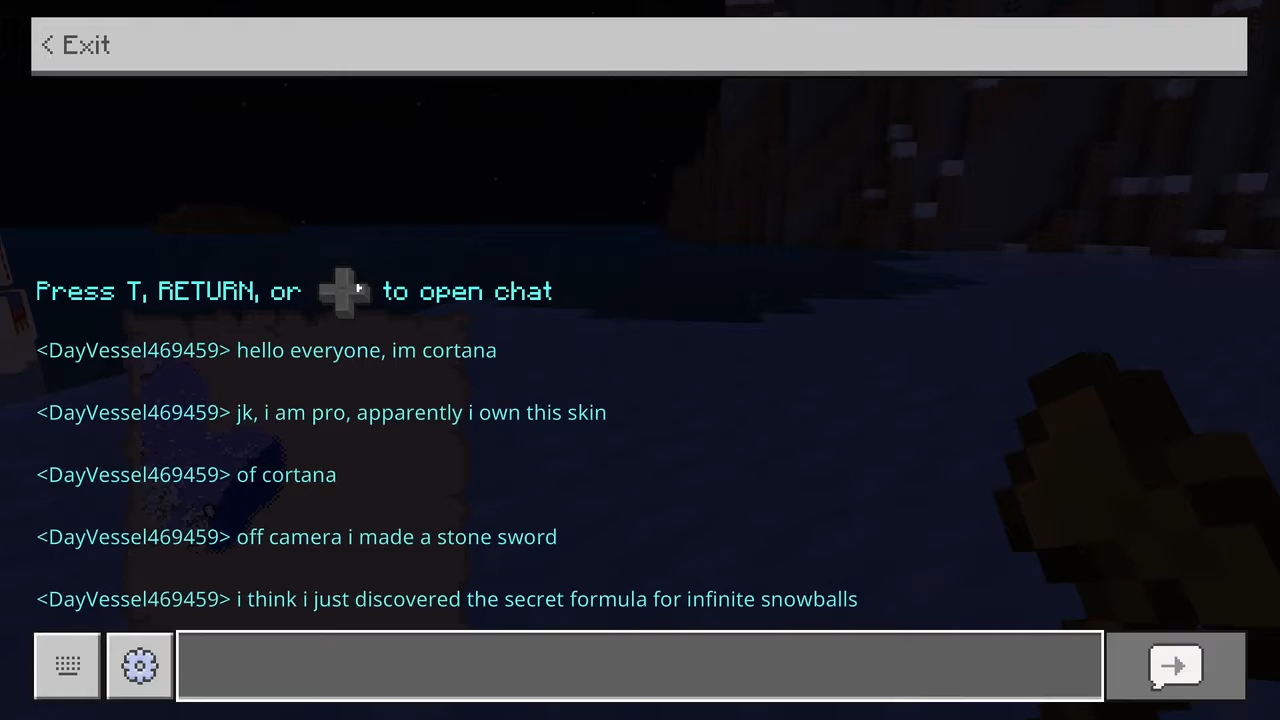 < Exit
Press T, RETURN, or to open chat
<DayVessel469459> hello everyone, im cortana
<DayVessel469459> jk, i am pro, apparently i own this skin
<DayVessel469459> of cortana
<DayVessel469459> off camera i made a stone sword
<DayVessel469459> i think i just discovered the secret formula for infinite snowballs